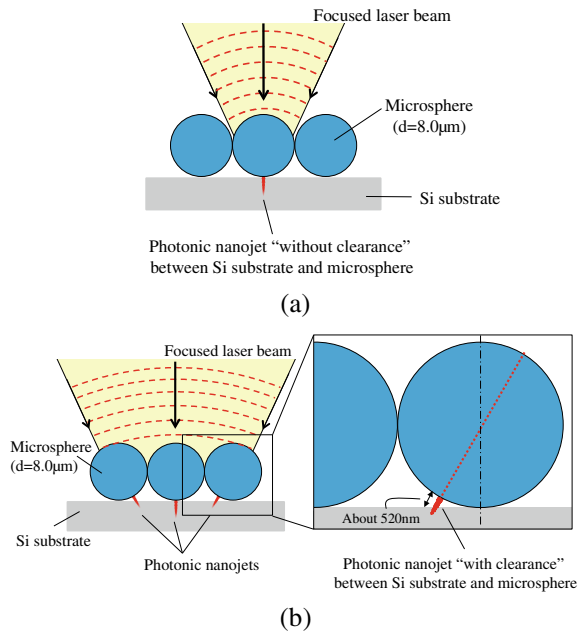 Focused laser beam
Microsphere
(d=8.0μm)
Si substrate
Photonic nanojet “without clearance”
between Si substrate and microsphere
(a)
Focused laser beam
Microsphere
(d=8.0μm)
Si substrate
Photonic nanojets
About 520nm
Photonic nanojet “with clearance”
between Si substrate and microsphere
(b)